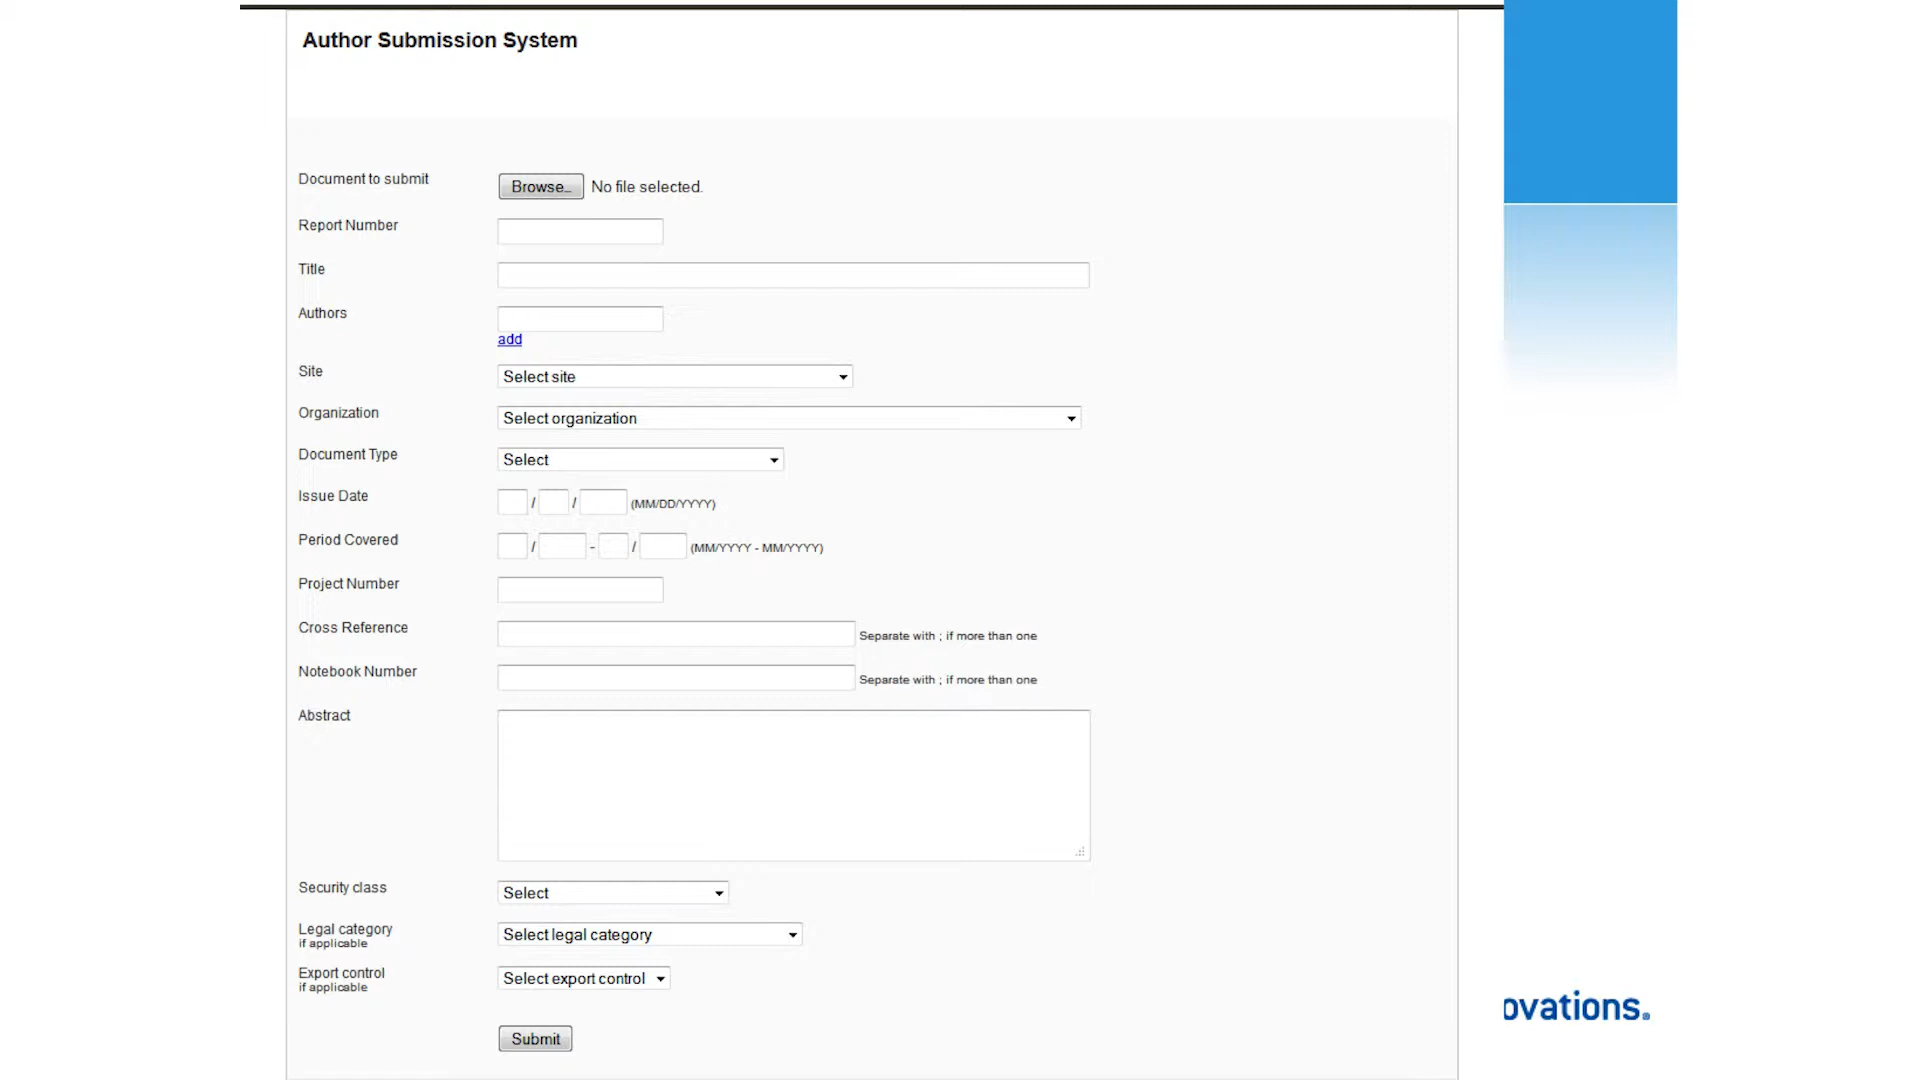 Author Submission System
Document to submit Browse... No file selected.
Report Number
Title
Authors
add
Site Select site
Organization Select organization
Document Type Select
Issue Date / / (MM/DD/YYYY)
Period Covered / - / (MM/YYYY - MM/YYYY)
Project Number
Cross Reference Separate with ; if more than one
Notebook Number Separate with ; if more than one
Abstract
Security class Select
Legal category Select legal category
if applicable
Export control Select export control
if applicable
ovations.
Submit